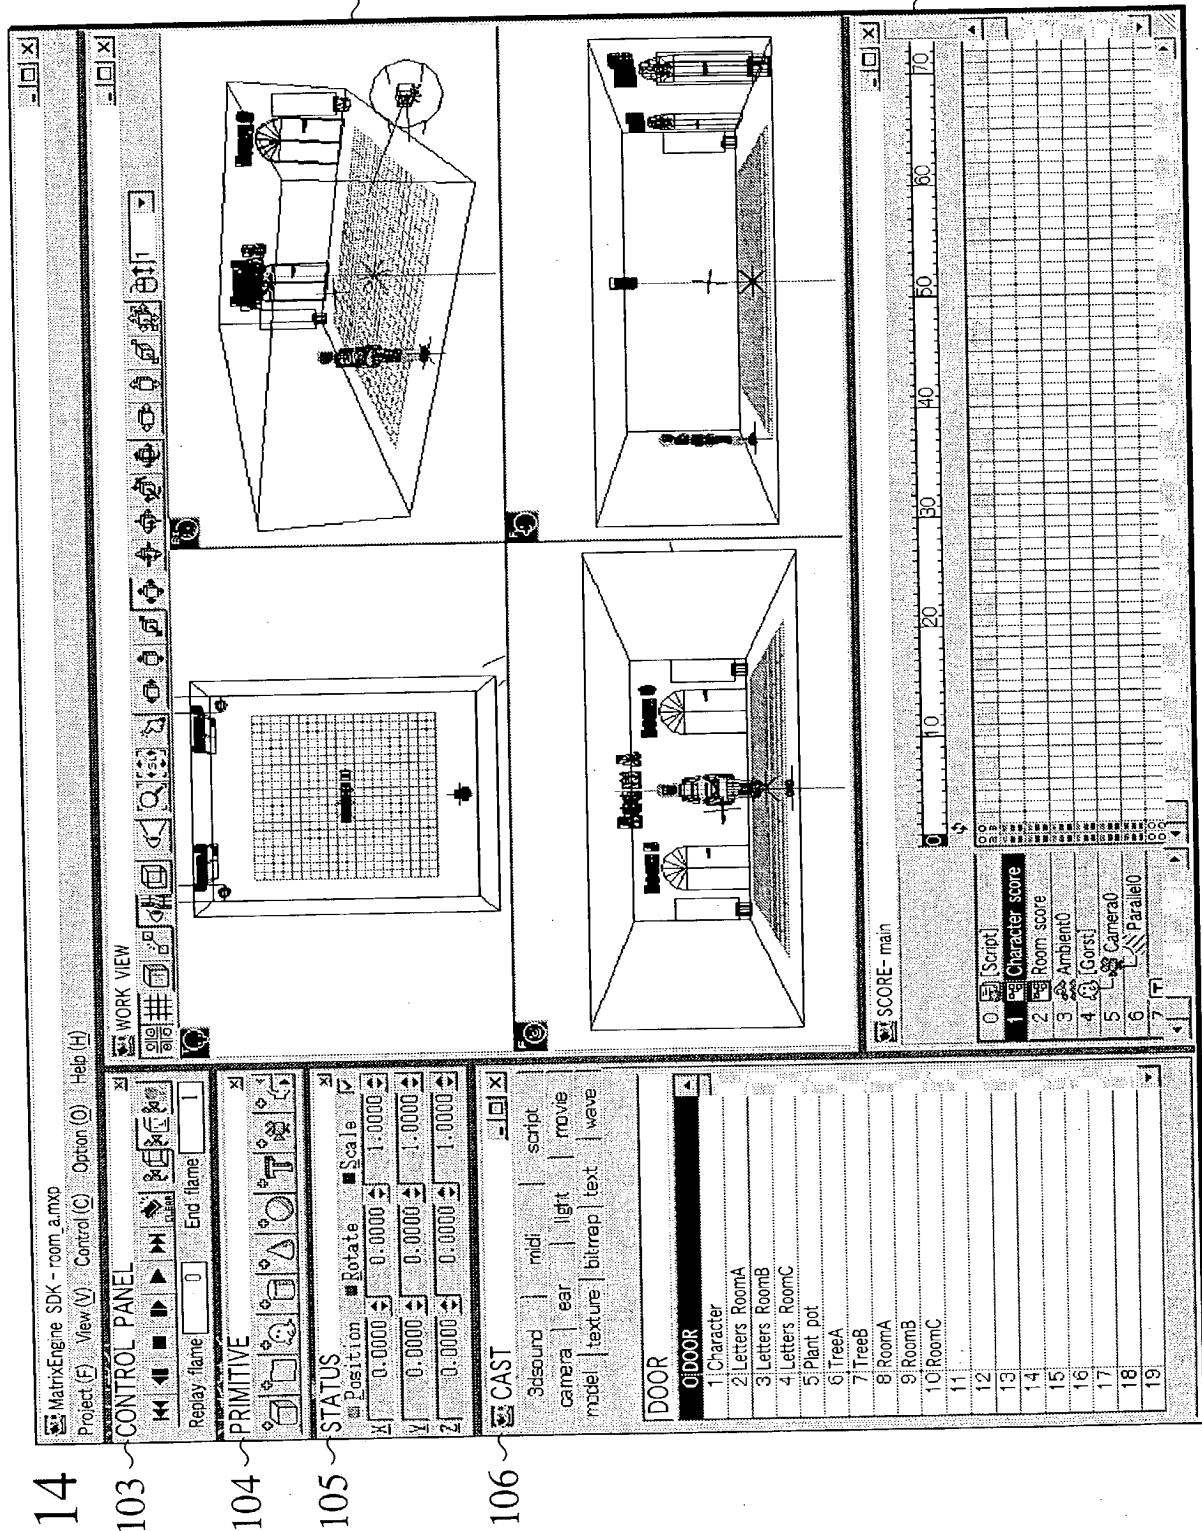 14
MatrixEngine SDK - room_a.mxo
Project (F) View (V) Control (C) Option (O) Help (H)
103
CONTROL PANEL
CLEAR
Replay flame 0 End flame 1
104
PRIMITIVE
105
STATUS
Position Rotate Scale
X 0.0000 0.0000 1.0000
Y 0.0000 0.0000 1.0000
Z 0.0000 0.0000 1.0000
106
CAST
3dsound midi script
camera ear light movie
model texture bitmap text wave
DOOR
0:DOOR
1:Character
2:Letters RoomA
3:Letters RoomB
4:Letters RoomC
5:Plant pot
6:TreeA
7:TreeB
8:RoomA
9:RoomB
10:RoomC
11
12
13
14
15
16
17
18
19
WORK VIEW
1
SCORE- main
0 10 20 30 40 50 60 70
0 [Script]
1 Character score
2 Room score
3 Ambient0
4 [Gorst]
5 Camera0
6 Parallel0
7